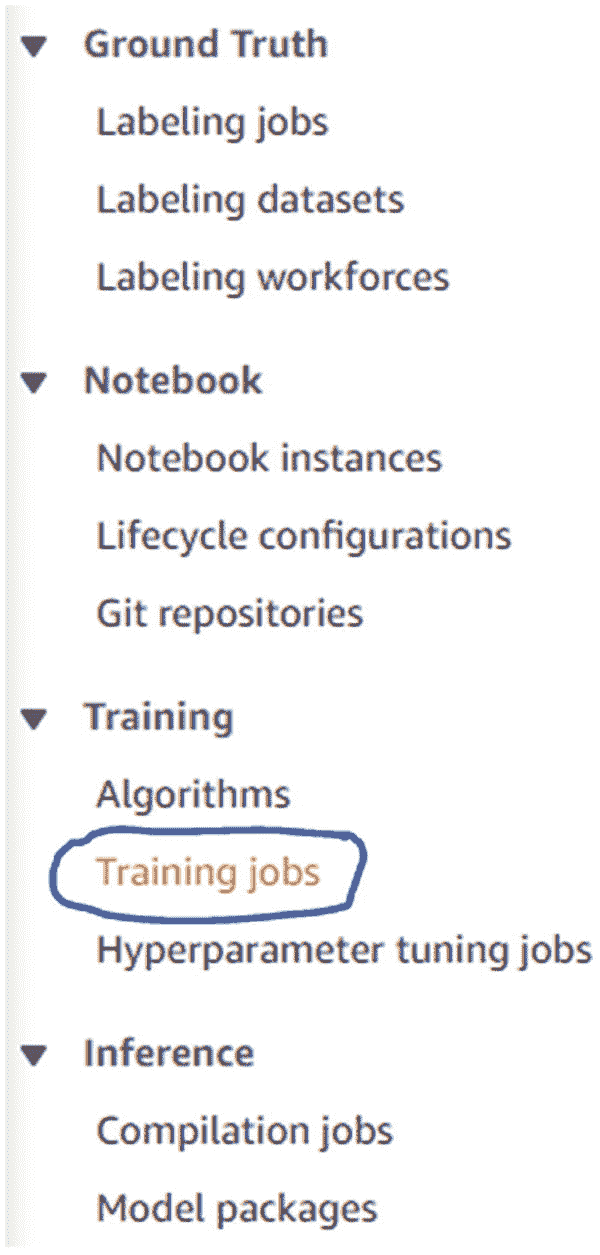 Ground Truth
Labeling jobs
Labeling datasets
Labeling workforces
Notebook
Notebook instances
Lifecycle configurations
Git repositories
Training
Algorithms
Training jobs
Hyperparameter tuning jobs
Inference
Compilation jobs
Model packages